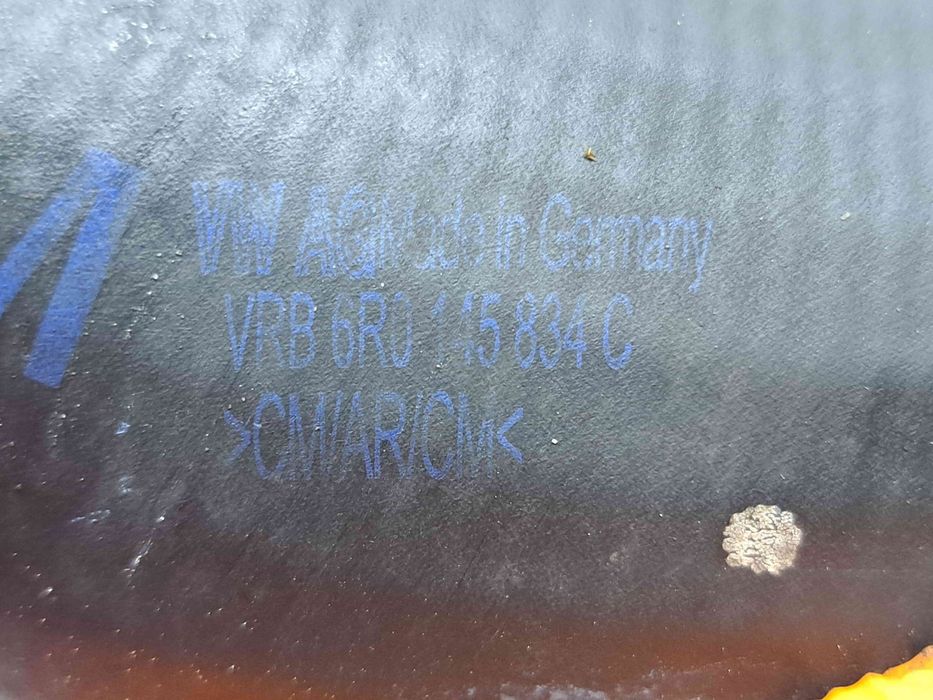 VW AG Made In Germany
VRB 6R0 145 834 C
>CM/AR/CM<